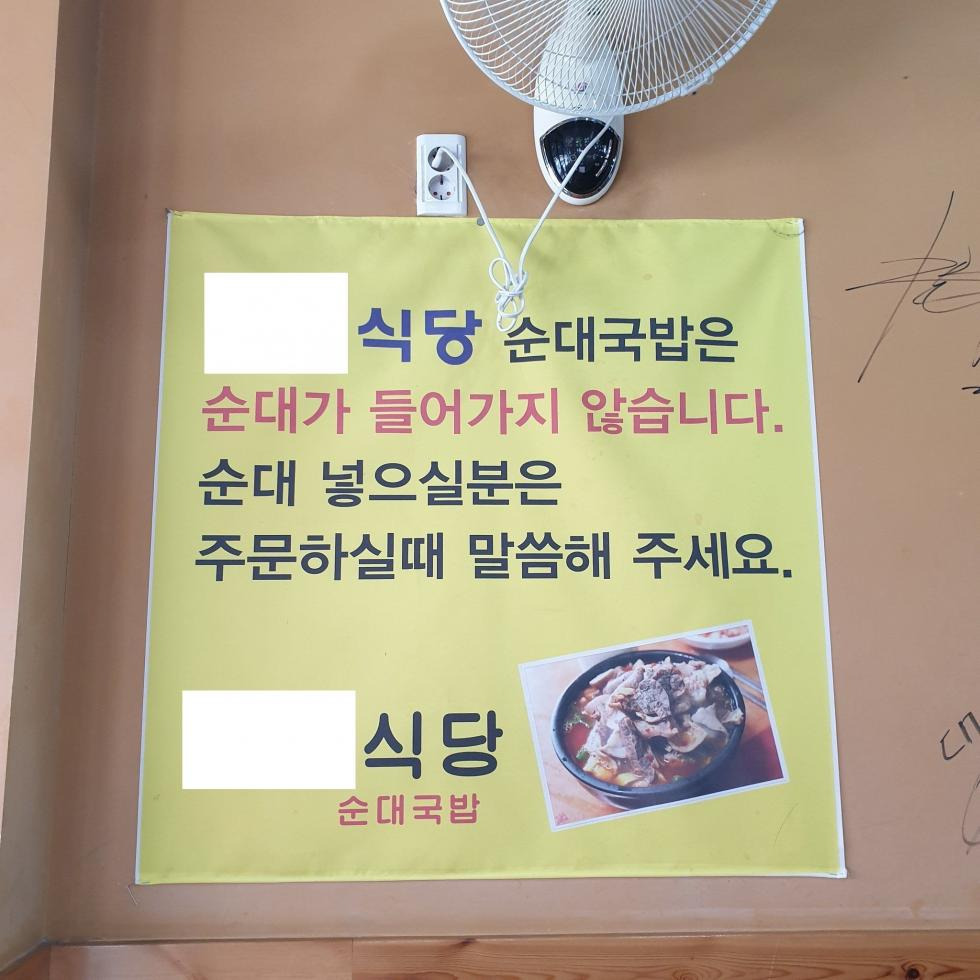 식당 순대국밥은
순대가 들어가지 않습니다.
순대 넣으실분은
주문하실때 말씀해 주세요.
식당
순대국밥